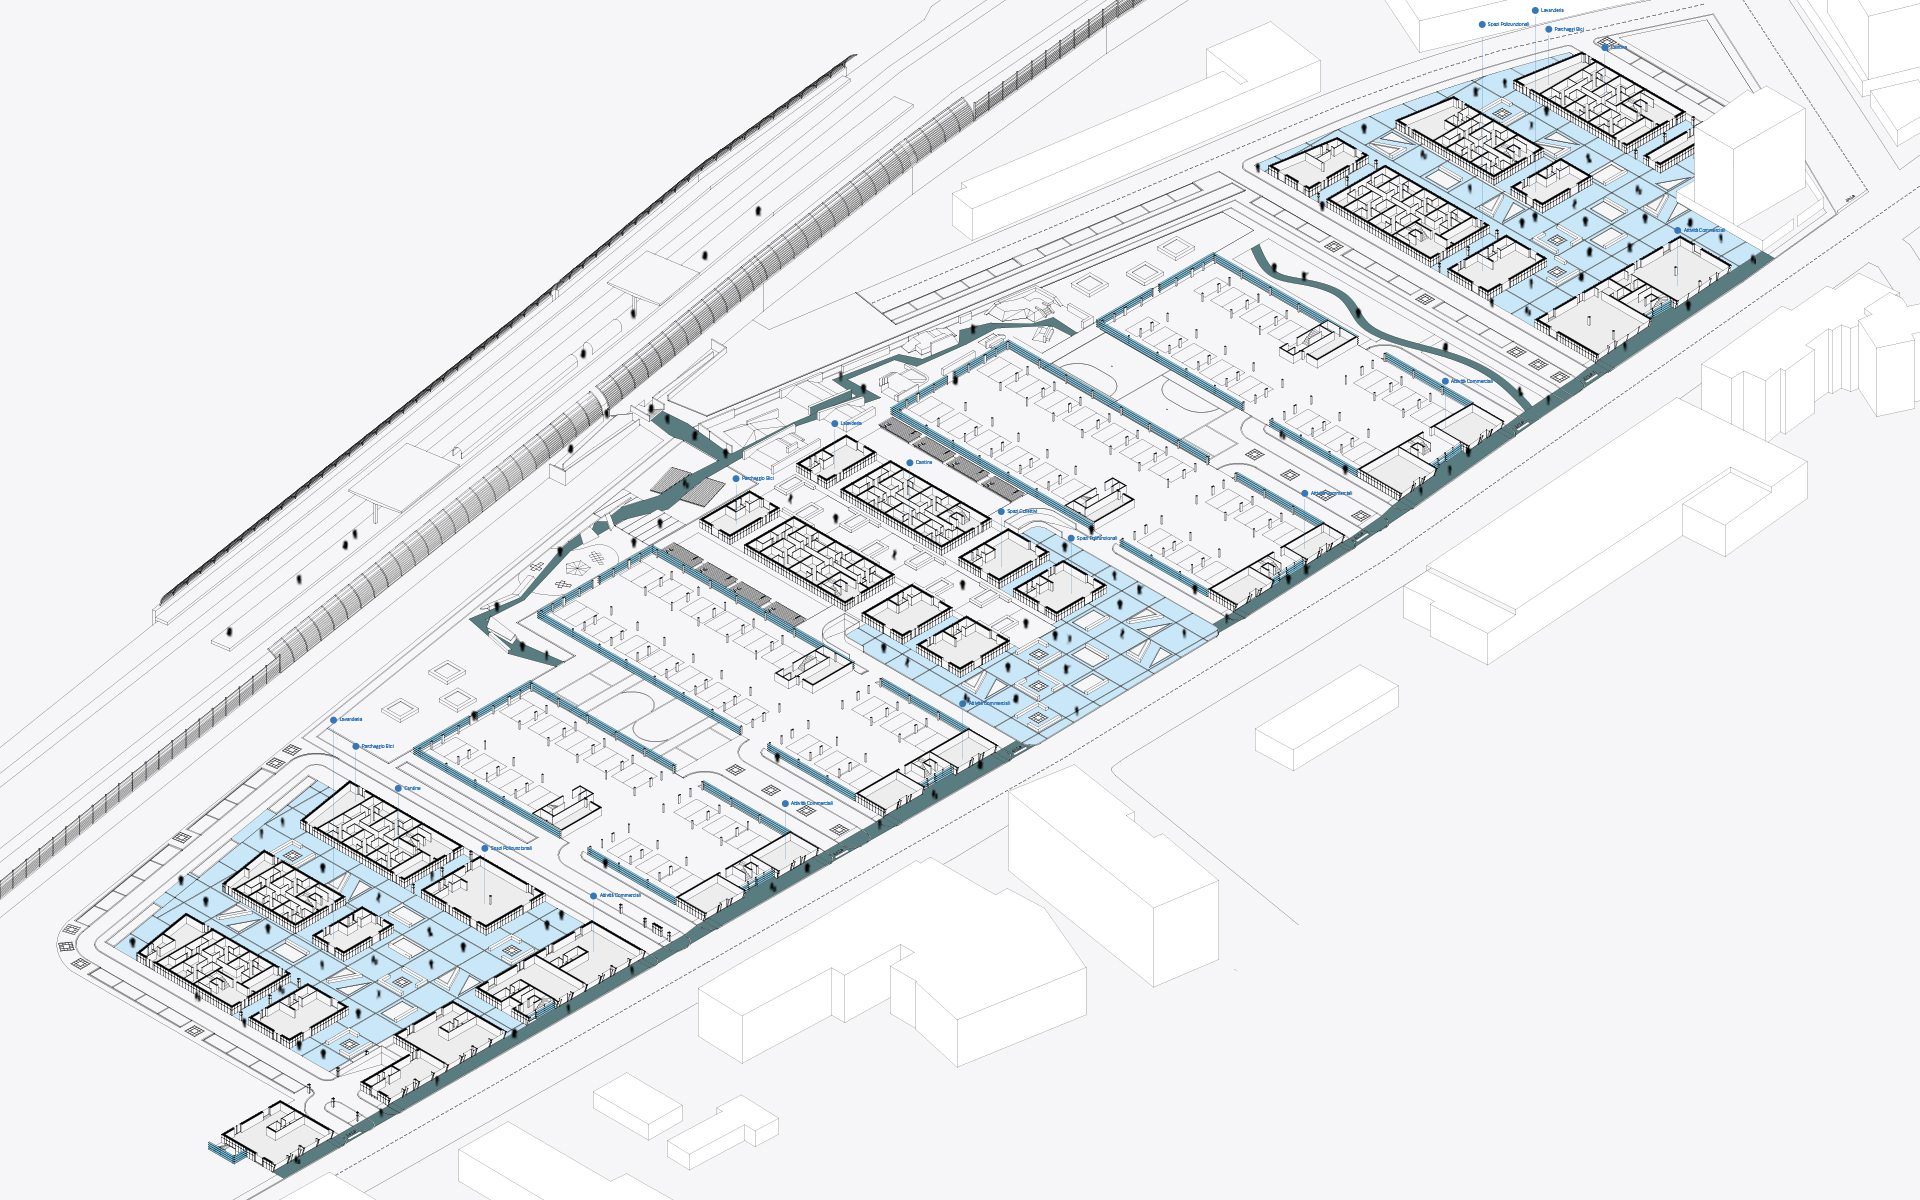 Lavanderia
Spazi Polifunzionali
Parcheggio Bici
Cantine
Attività Commerciali
Attività Commerciali
Lavanderia
Cantine
Parcheggio Bici
Attività Commerciali
Spazi Collettivi
Spazi Polifunzionali
Attività Commerciali
Lavanderia
Parcheggio Bici
Cantine
Attività Commerciali
Spazi Polifunzionali
Attività Commerciali